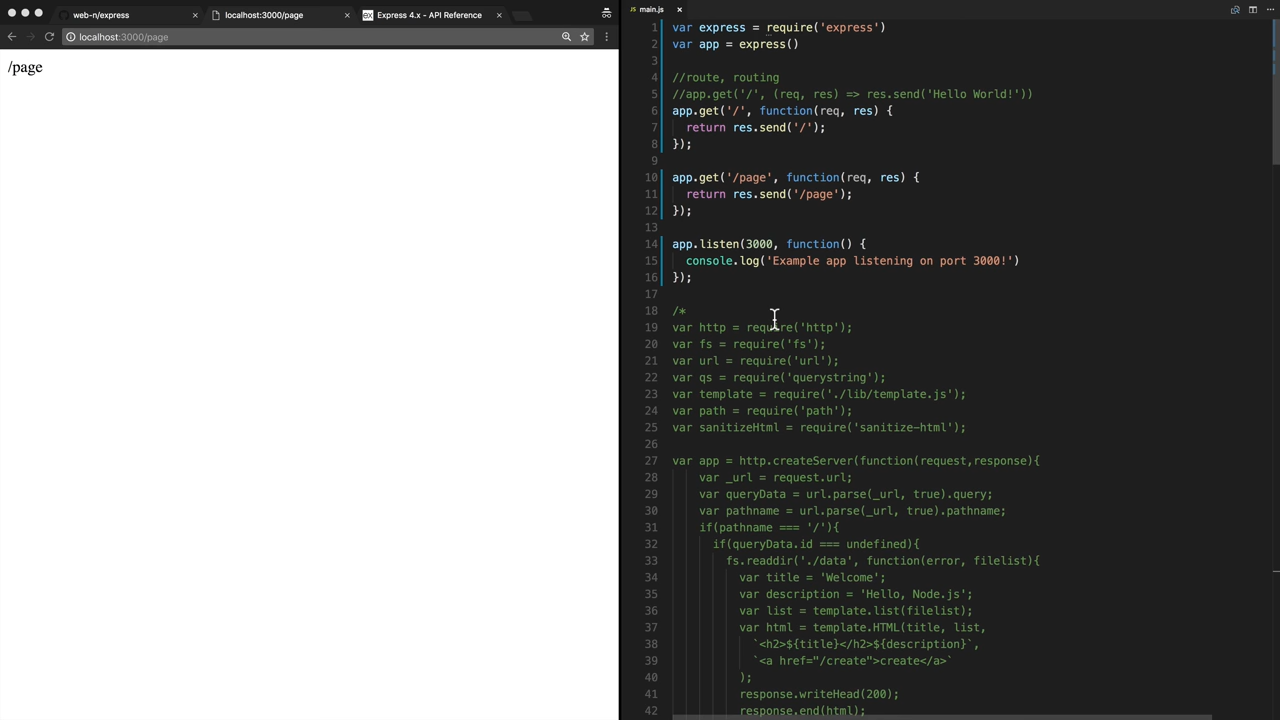 web-n/express
localhost:3000/page
Express 4.x - API Reference
localhost:3000/page
/page
main.js
1 var express = require('express')
2 var app = express()
3
4 //route, routing
5 //app.get('/', (req, res) => res.send('Hello World!'))
6 app.get('/', function(req, res) {
7   return res.send('/');
8 });
9
10 app.get('/page', function(req, res) {
11   return res.send('/page');
12 });
13
14 app.listen(3000, function() {
15   console.log('Example app listening on port 3000!')
16 });
17
18 /*
19 var http = require('http');
20 var fs = require('fs');
21 var url = require('url');
22 var qs = require('querystring');
23 var template = require('./lib/template.js');
24 var path = require('path');
25 var sanitizeHtml = require('sanitize-html');
26
27 var app = http.createServer(function(request,response){
28     var _url = request.url;
29     var queryData = url.parse(_url, true).query;
30     var pathname = url.parse(_url, true).pathname;
31     if(pathname === '/'){
32       if(queryData.id === undefined){
33         fs.readdir('./data', function(error, filelist){
34           var title = 'Welcome';
35           var description = 'Hello, Node.js';
36           var list = template.list(filelist);
37           var html = template.HTML(title, list,
38             `<h2>${title}</h2>${description}`,
39             `<a href="/create">create</a>`
40           );
41           response.writeHead(200);
42           response.end(html);